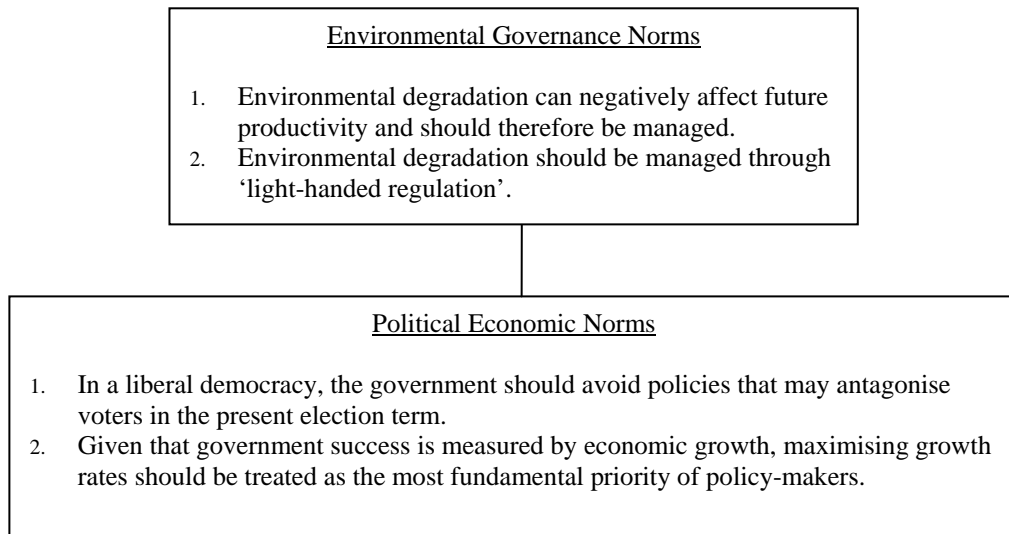 Environmental Governance Norms
1. Environmental degradation can negatively affect future
productivity and should therefore be managed.
2. Environmental degradation should be managed through
‘light-handed regulation’.
Political Economic Norms
1. In a liberal democracy, the government should avoid policies that may antagonise
voters in the present election term.
2. Given that government success is measured by economic growth, maximising growth
rates should be treated as the most fundamental priority of policy-makers.